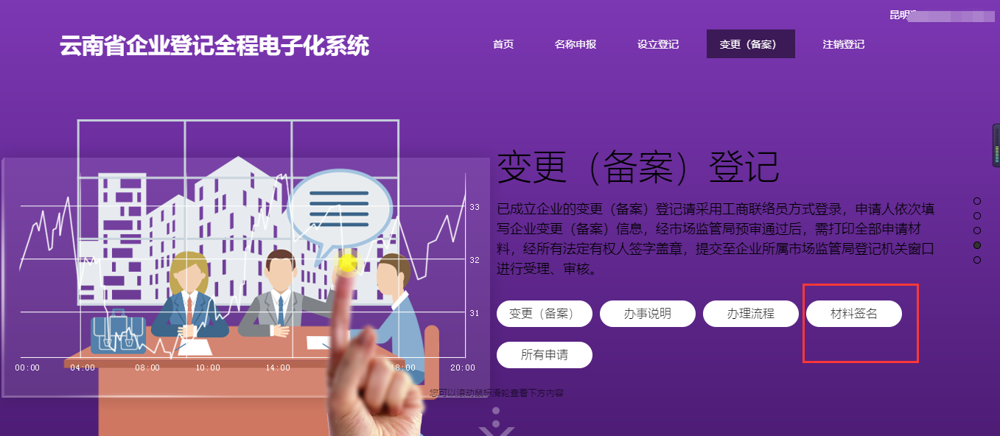 昆明
云南省企业登记全程电子化系统
首页 名称申报 设立登记 变更（备案） 注销登记
变更（备案）登记
已成立企业的变更（备案）登记请采用工商联络员方式登录，申请人依次填
写企业变更（备案）信息，经市场监管局预审通过后，需打印全部申请材
料，经所有法定有权人签字盖章，提交至企业所属市场监管局登记机关窗口
进行受理、审核。
变更（备案） 办事说明 办理流程 材料签名
所有申请
33
32
31
00:00 04:00 08:00 10:00 14:00 18:00 20:00
您可以滚动鼠标滑轮查看下方内容